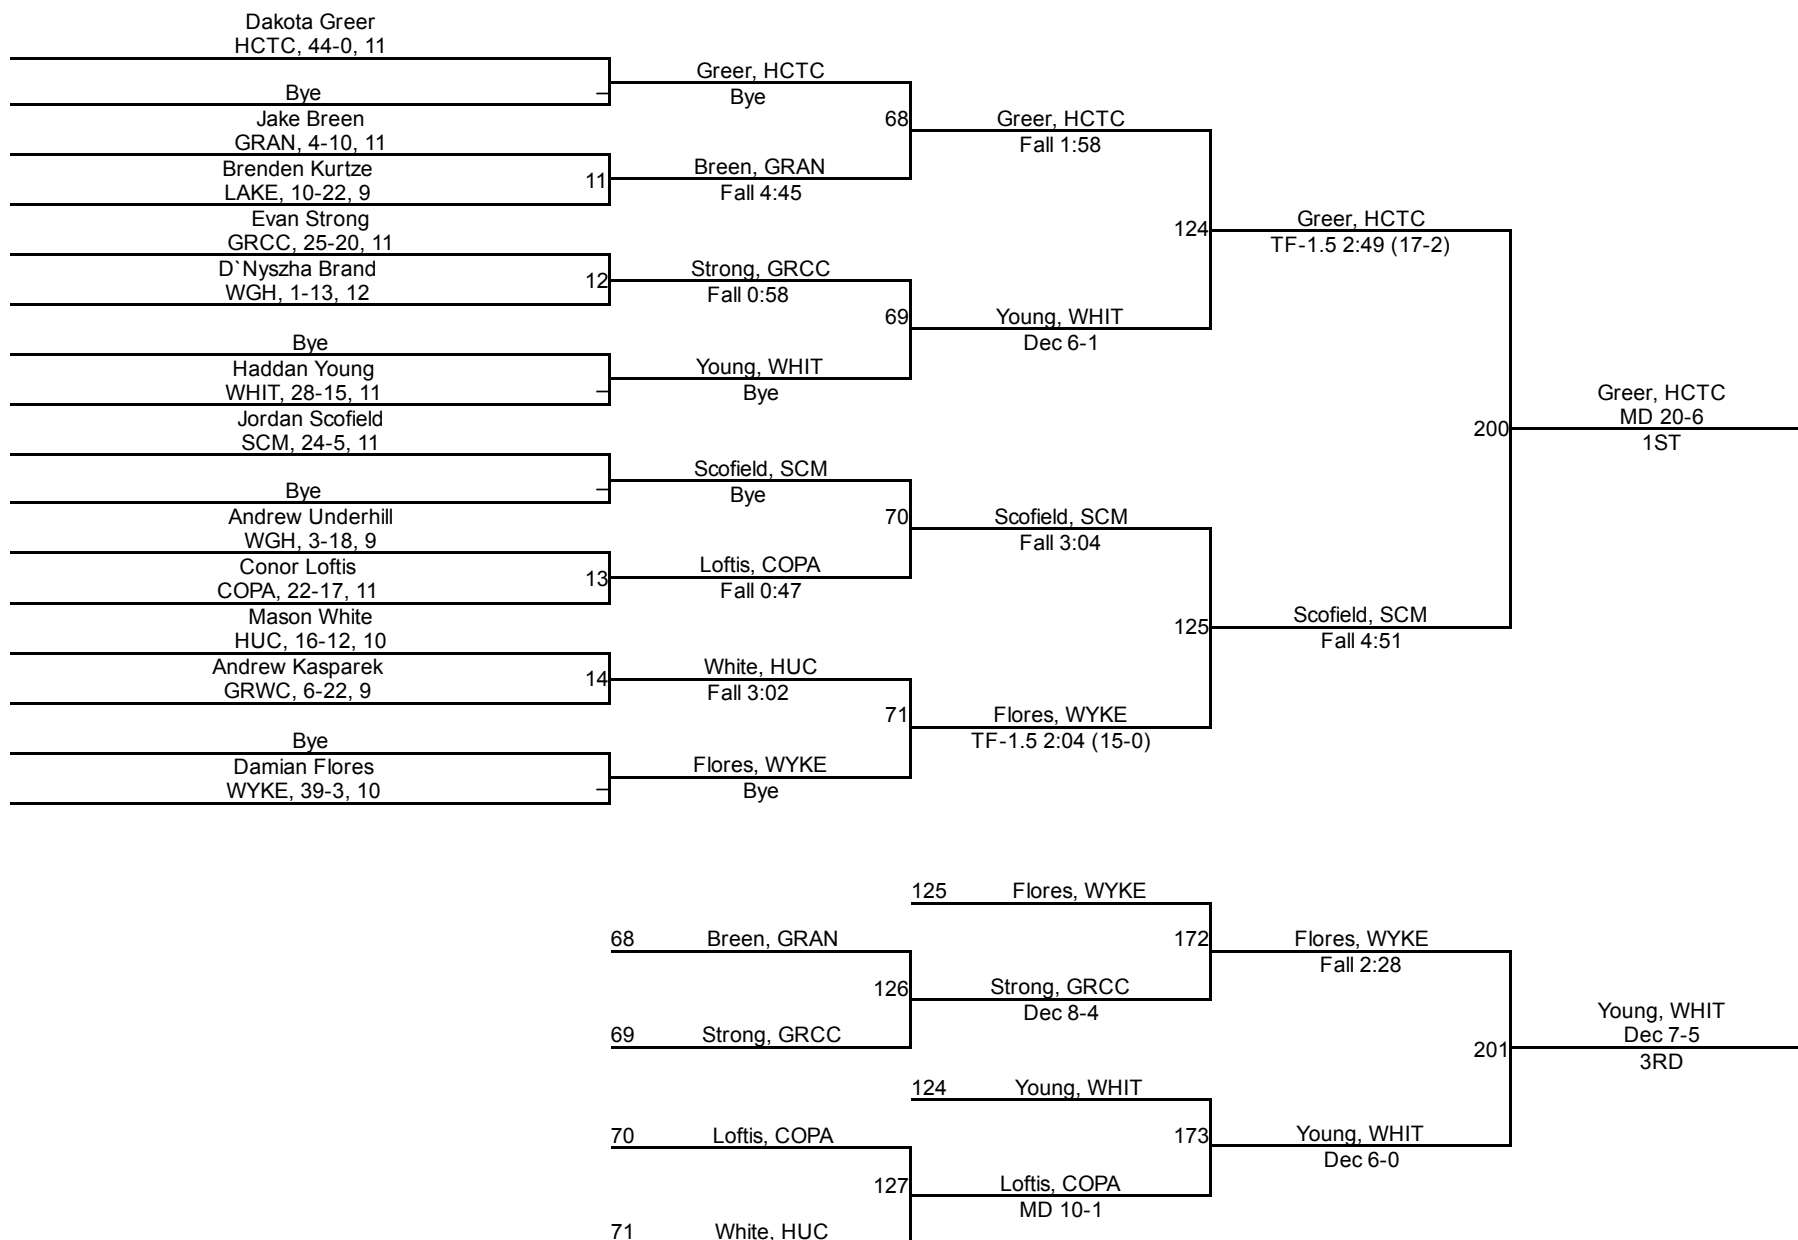 Dakota Greer
HCTC, 44-0, 11
Bye
Jake Breen
GRAN, 4-10, 11
Brenden Kurtze
LAKE, 10-22, 9
Evan Strong
GRCC, 25-20, 11
D`Nyszha Brand
WGH, 1-13, 12
Bye
Haddan Young
WHIT, 28-15, 11
Jordan Scofield
SCM, 24-5, 11
Bye
Andrew Underhill
WGH, 3-18, 9
Conor Loftis
COPA, 22-17, 11
Mason White
HUC, 16-12, 10
Andrew Kasparek
GRWC, 6-22, 9
Bye
Damian Flores
WYKE, 39-3, 10
Greer, HCTC
Bye
11
Breen, GRAN
Fall 4:45
12
Strong, GRCC
Fall 0:58
Young, WHIT
Bye
Scofield, SCM
Bye
13
Loftis, COPA
Fall 0:47
14
White, HUC
Fall 3:02
Flores, WYKE
Bye
68
Greer, HCTC
Fall 1:58
69
Young, WHIT
Dec 6-1
70
Scofield, SCM
Fall 3:04
71
Flores, WYKE
TF-1.5 2:04 (15-0)
124
Greer, HCTC
TF-1.5 2:49 (17-2)
125
Scofield, SCM
Fall 4:51
200
Greer, HCTC
MD 20-6
1ST
125 Flores, WYKE
68 Breen, GRAN
126
Strong, GRCC
Dec 8-4
69 Strong, GRCC
172
Flores, WYKE
Fall 2:28
124 Young, WHIT
70 Loftis, COPA
127
Loftis, COPA
MD 10-1
71 White, HUC
173
Young, WHIT
Dec 6-0
201
Young, WHIT
Dec 7-5
3RD